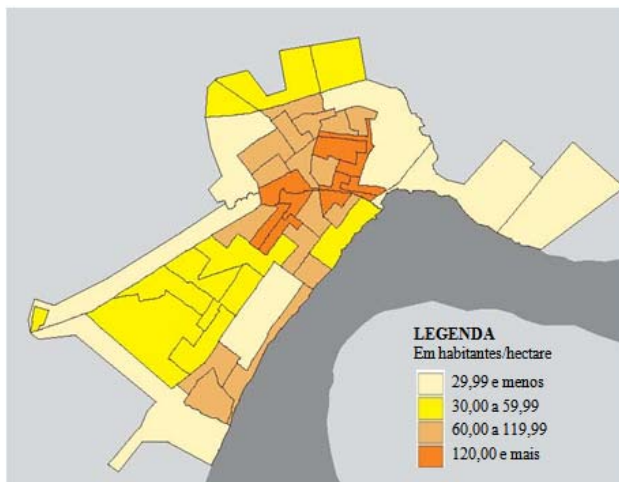 LEGENDA
Em habitantes/hectare
29,99 e menos
30,00 a 59,99
60,00 a 119,99
120,00 e mais